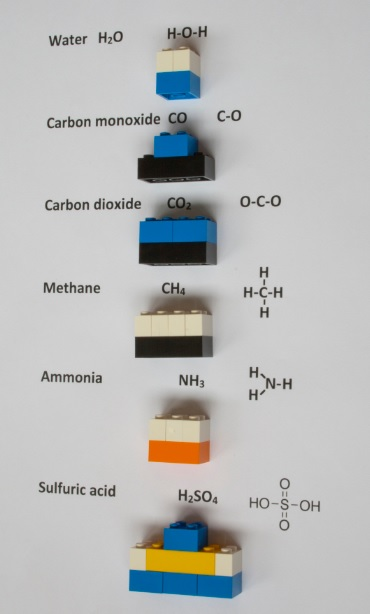 Water H₂O H-O-H
Carbon monoxide CO C-O
Carbon dioxide CO₂ O-C-O
Methane CH₄
H
H-C-H
H
Ammonia NH₃
H
N-H
H
Sulfuric acid H₂SO₄
O
HO-S-OH
O